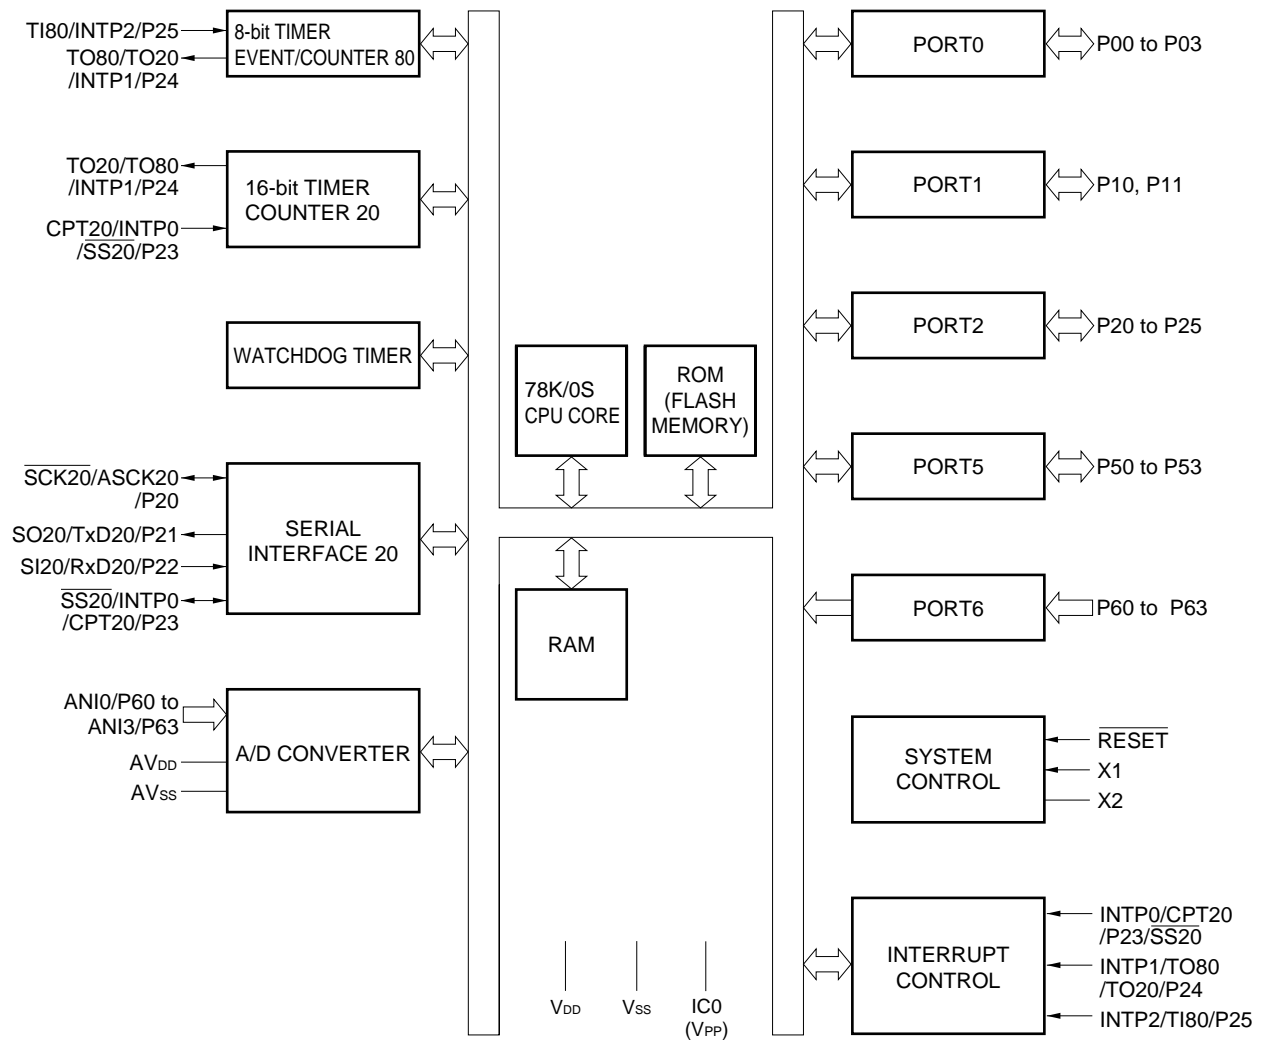 TI80/INTP2/P25
TO80/TO20
/INTP1/P24
8-bit TIMER
EVENT/COUNTER 80
TO20/TO80
/INTP1/P24
CPT20/INTP0
/SS20/P23
16-bit TIMER
COUNTER 20
WATCHDOG TIMER
SCK20/ASCK20
/P20
SO20/TxD20/P21
SI20/RxD20/P22
SS20/INTP0
/CPT20/P23
SERIAL
INTERFACE 20
ANI0/P60 to
ANI3/P63
AVDD
AVSS
A/D CONVERTER
78K/0S
CPU CORE
ROM
(FLASH
MEMORY)
RAM
VDD
VSS
IC0
(VPP)
PORT0
P00 to P03
PORT1
P10, P11
PORT2
P20 to P25
PORT5
P50 to P53
PORT6
P60 to P63
SYSTEM
CONTROL
RESET
X1
X2
INTERRUPT
CONTROL
INTP0/CPT20
/P23/SS20
INTP1/TO80
/TO20/P24
INTP2/TI80/P25